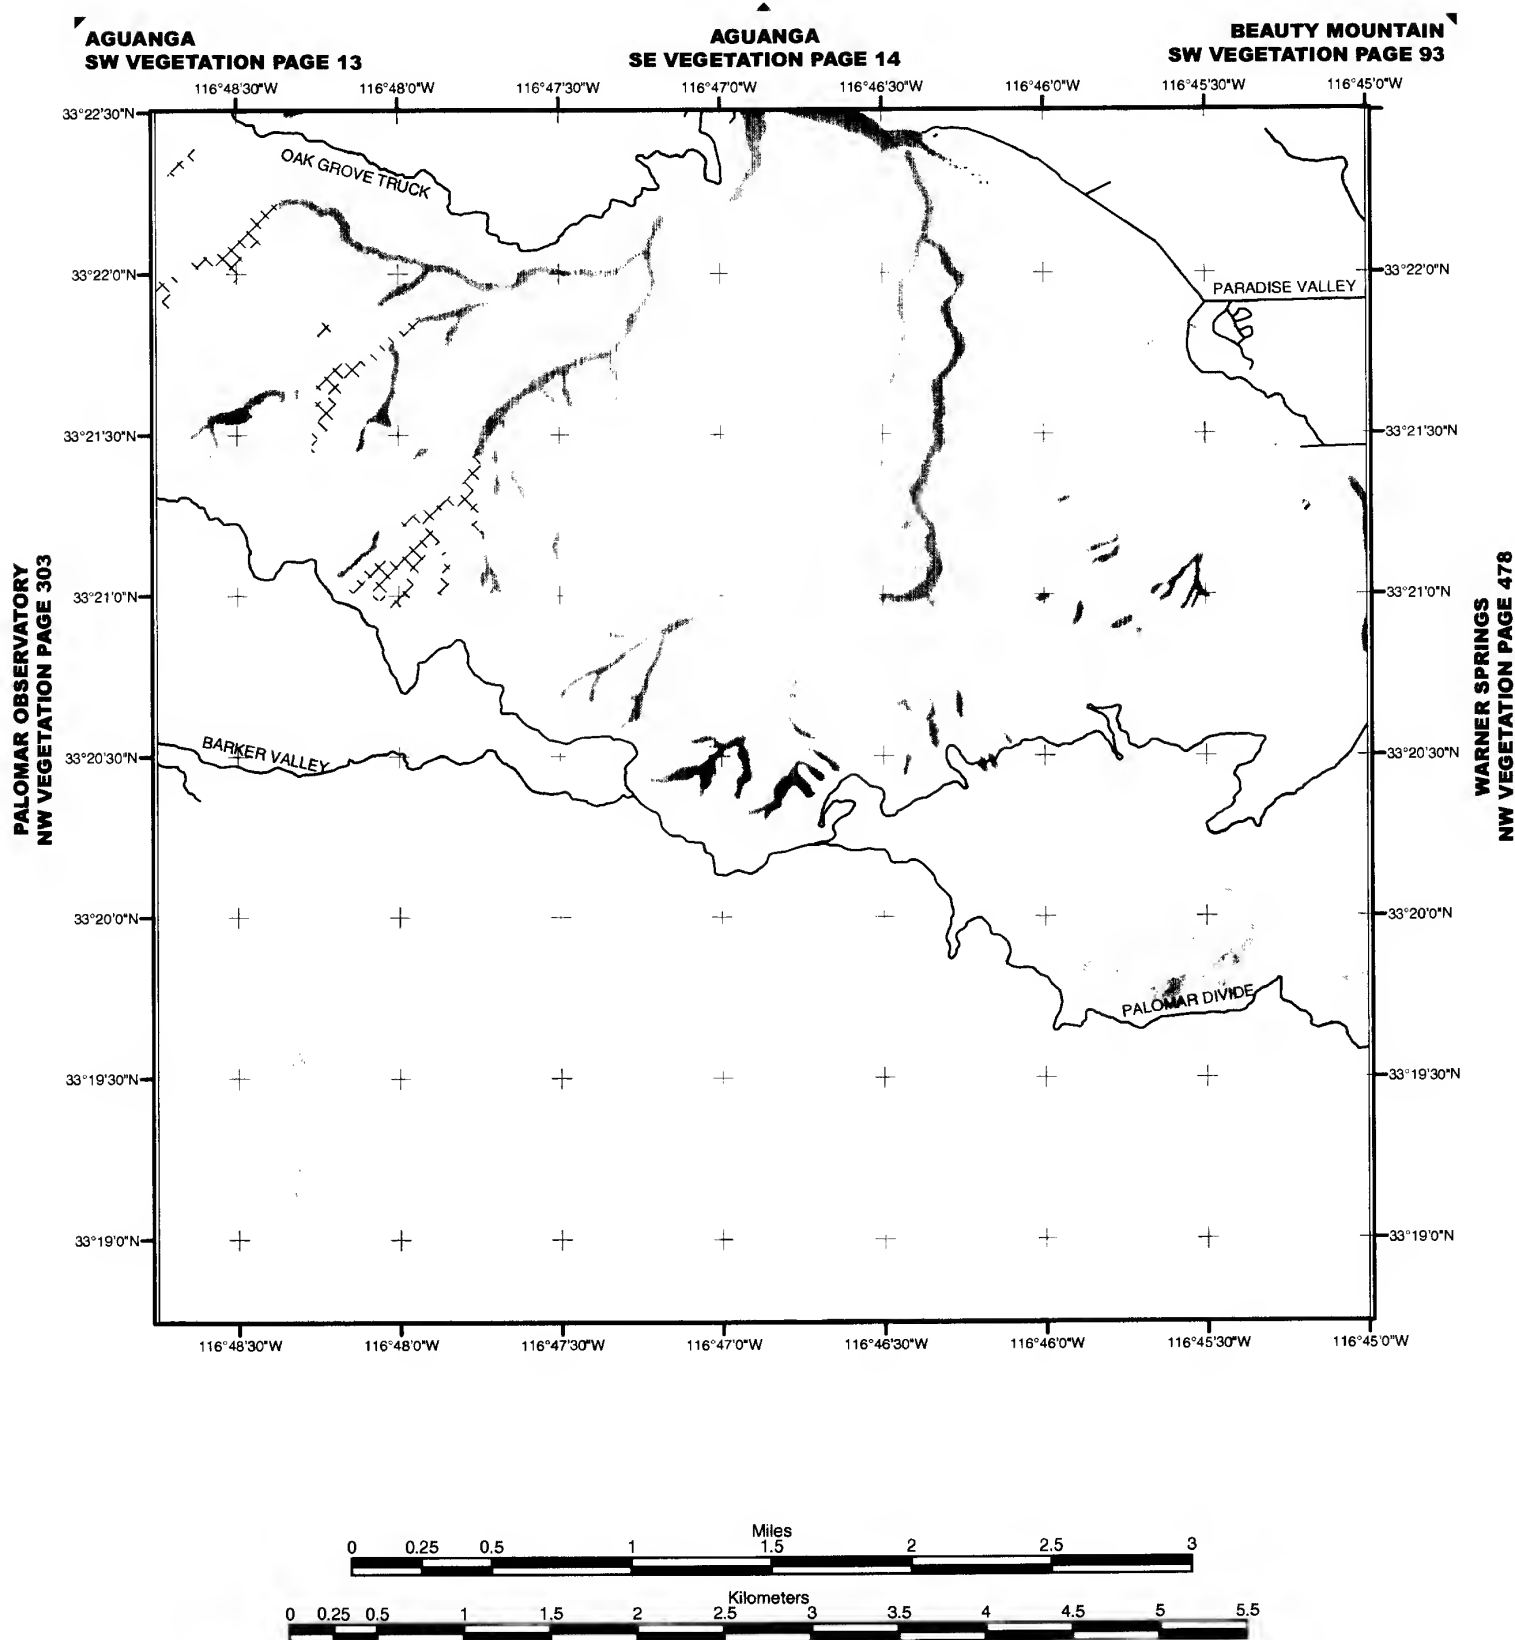 AGUANGA
SW VEGETATION PAGE 13
AGUANGA
SE VEGETATION PAGE 14
BEAUTY MOUNTAIN
SW VEGETATION PAGE 93
116°48'30"W
116°48'0"W
116°47'30"W
116°47'0"W
116°46'30"W
116°46'0"W
116°45'30"W
116°45'0"W
33°22'30"N
OAK GROVE TRUCK
33°22'0"N
33°22'0"N
PARADISE VALLEY
33°21'30"N
33°21'30"N
33°21'0"N
33°21'0"N
PALOMAR OBSERVATORY
NW VEGETATION PAGE 303
WARNER SPRINGS
NW VEGETATION PAGE 478
BARKER VALLEY
33°20'30"N
33°20'30"N
33°20'0"N
33°20'0"N
PALOMAR DIVIDE
33°19'30"N
33°19'30"N
33°19'0"N
33°19'0"N
116°48'30"W
116°48'0"W
116°47'30"W
116°47'0"W
116°46'30"W
116°46'0"W
116°45'30"W
116°45'0"W
Miles
0 0.25 0.5 1 1.5 2 2.5 3
Kilometers
0 0.25 0.5 1 1.5 2 2.5 3 3.5 4 4.5 5 5.5